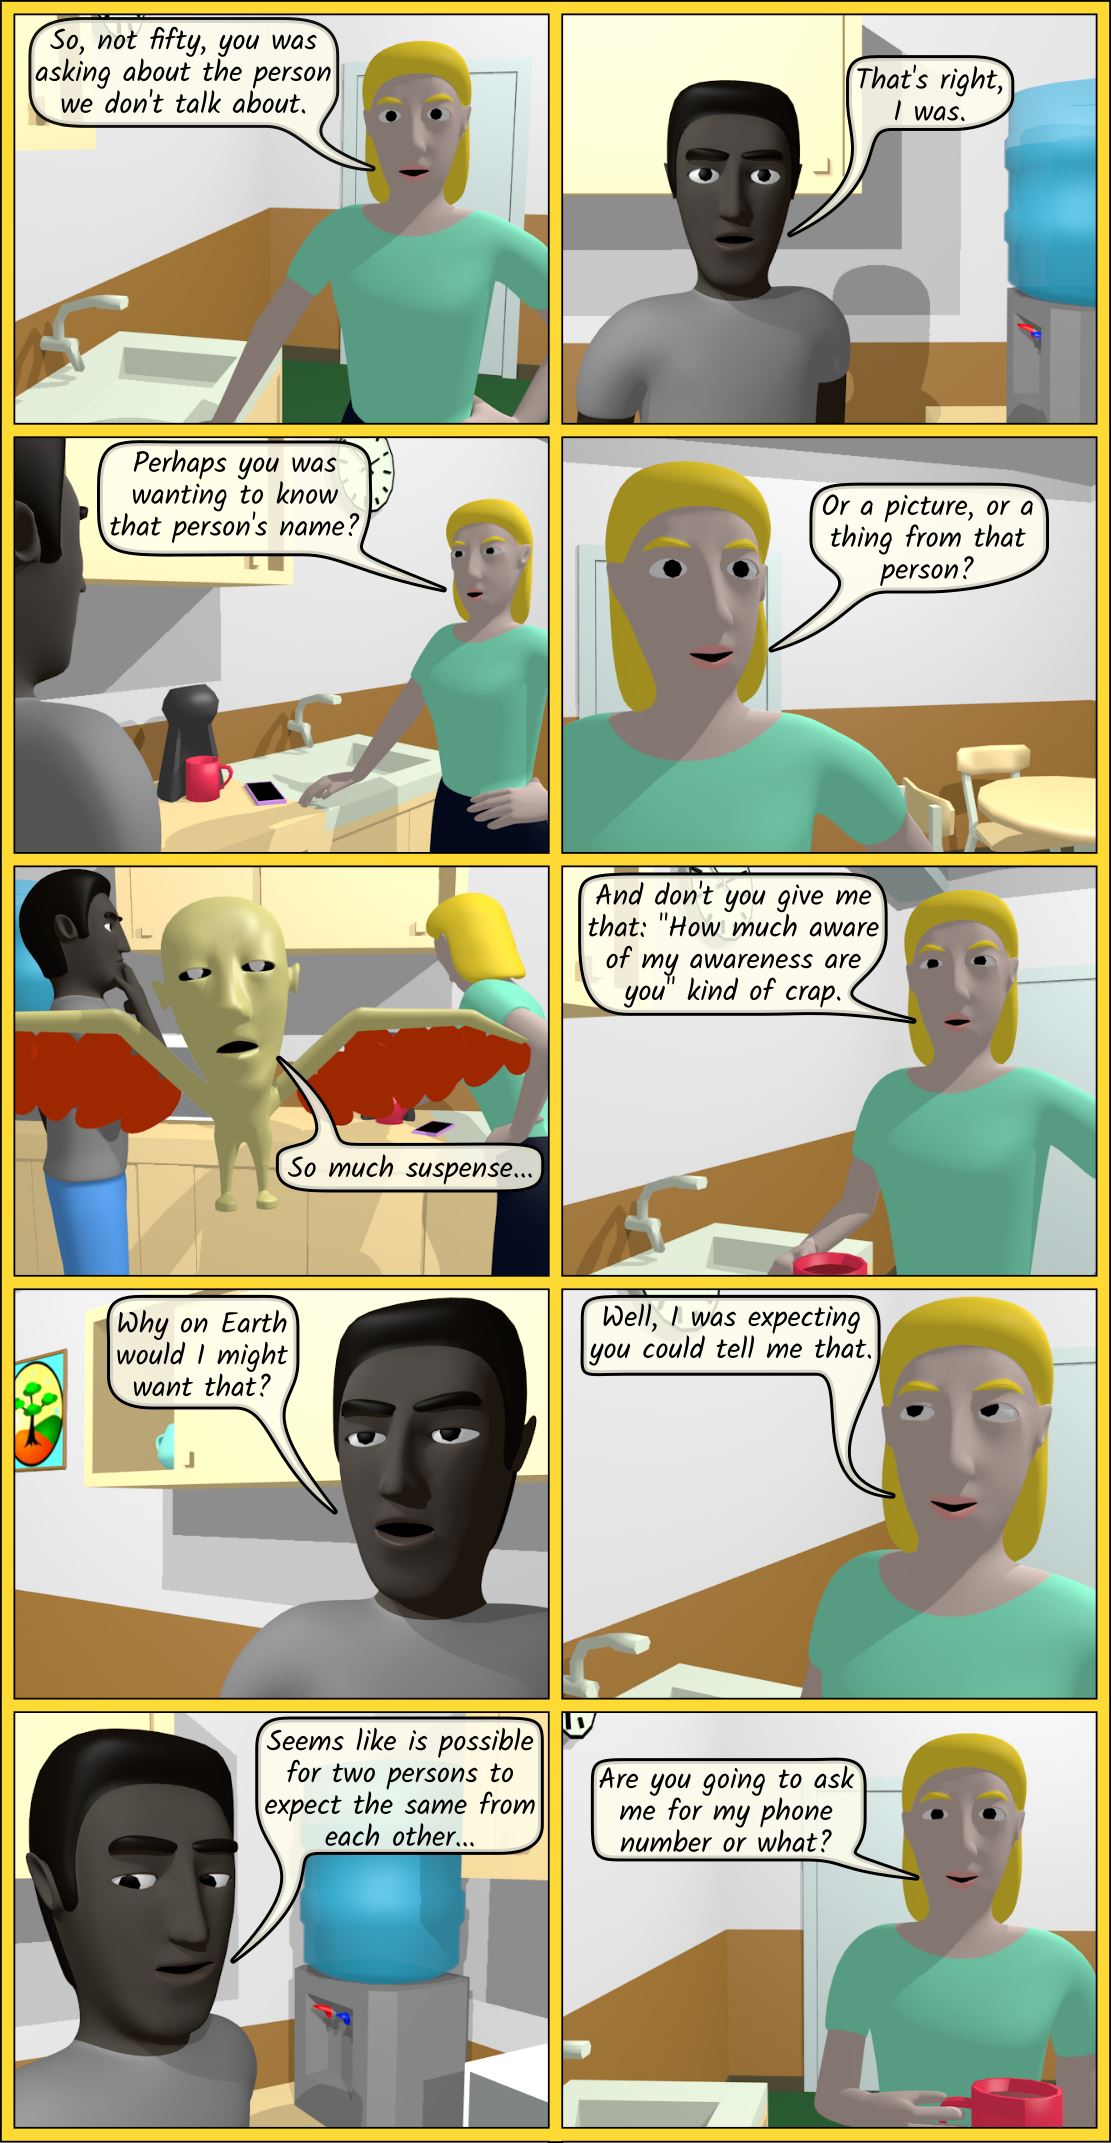 So, not fifty, you was
asking about the person
we don't talk about.
That's right,
I was.
Perhaps you was
wanting to know
that person's name?
Or a picture, or a
thing from that
person?
So much suspense...
And don't you give me
that: "How much aware
of my awareness are
you" kind of crap.
Why on Earth
would I might
want that?
Well, I was expecting
you could tell me that.
Seems like is possible
for two persons to
expect the same from
each other...
Are you going to ask
me for my phone
number or what?